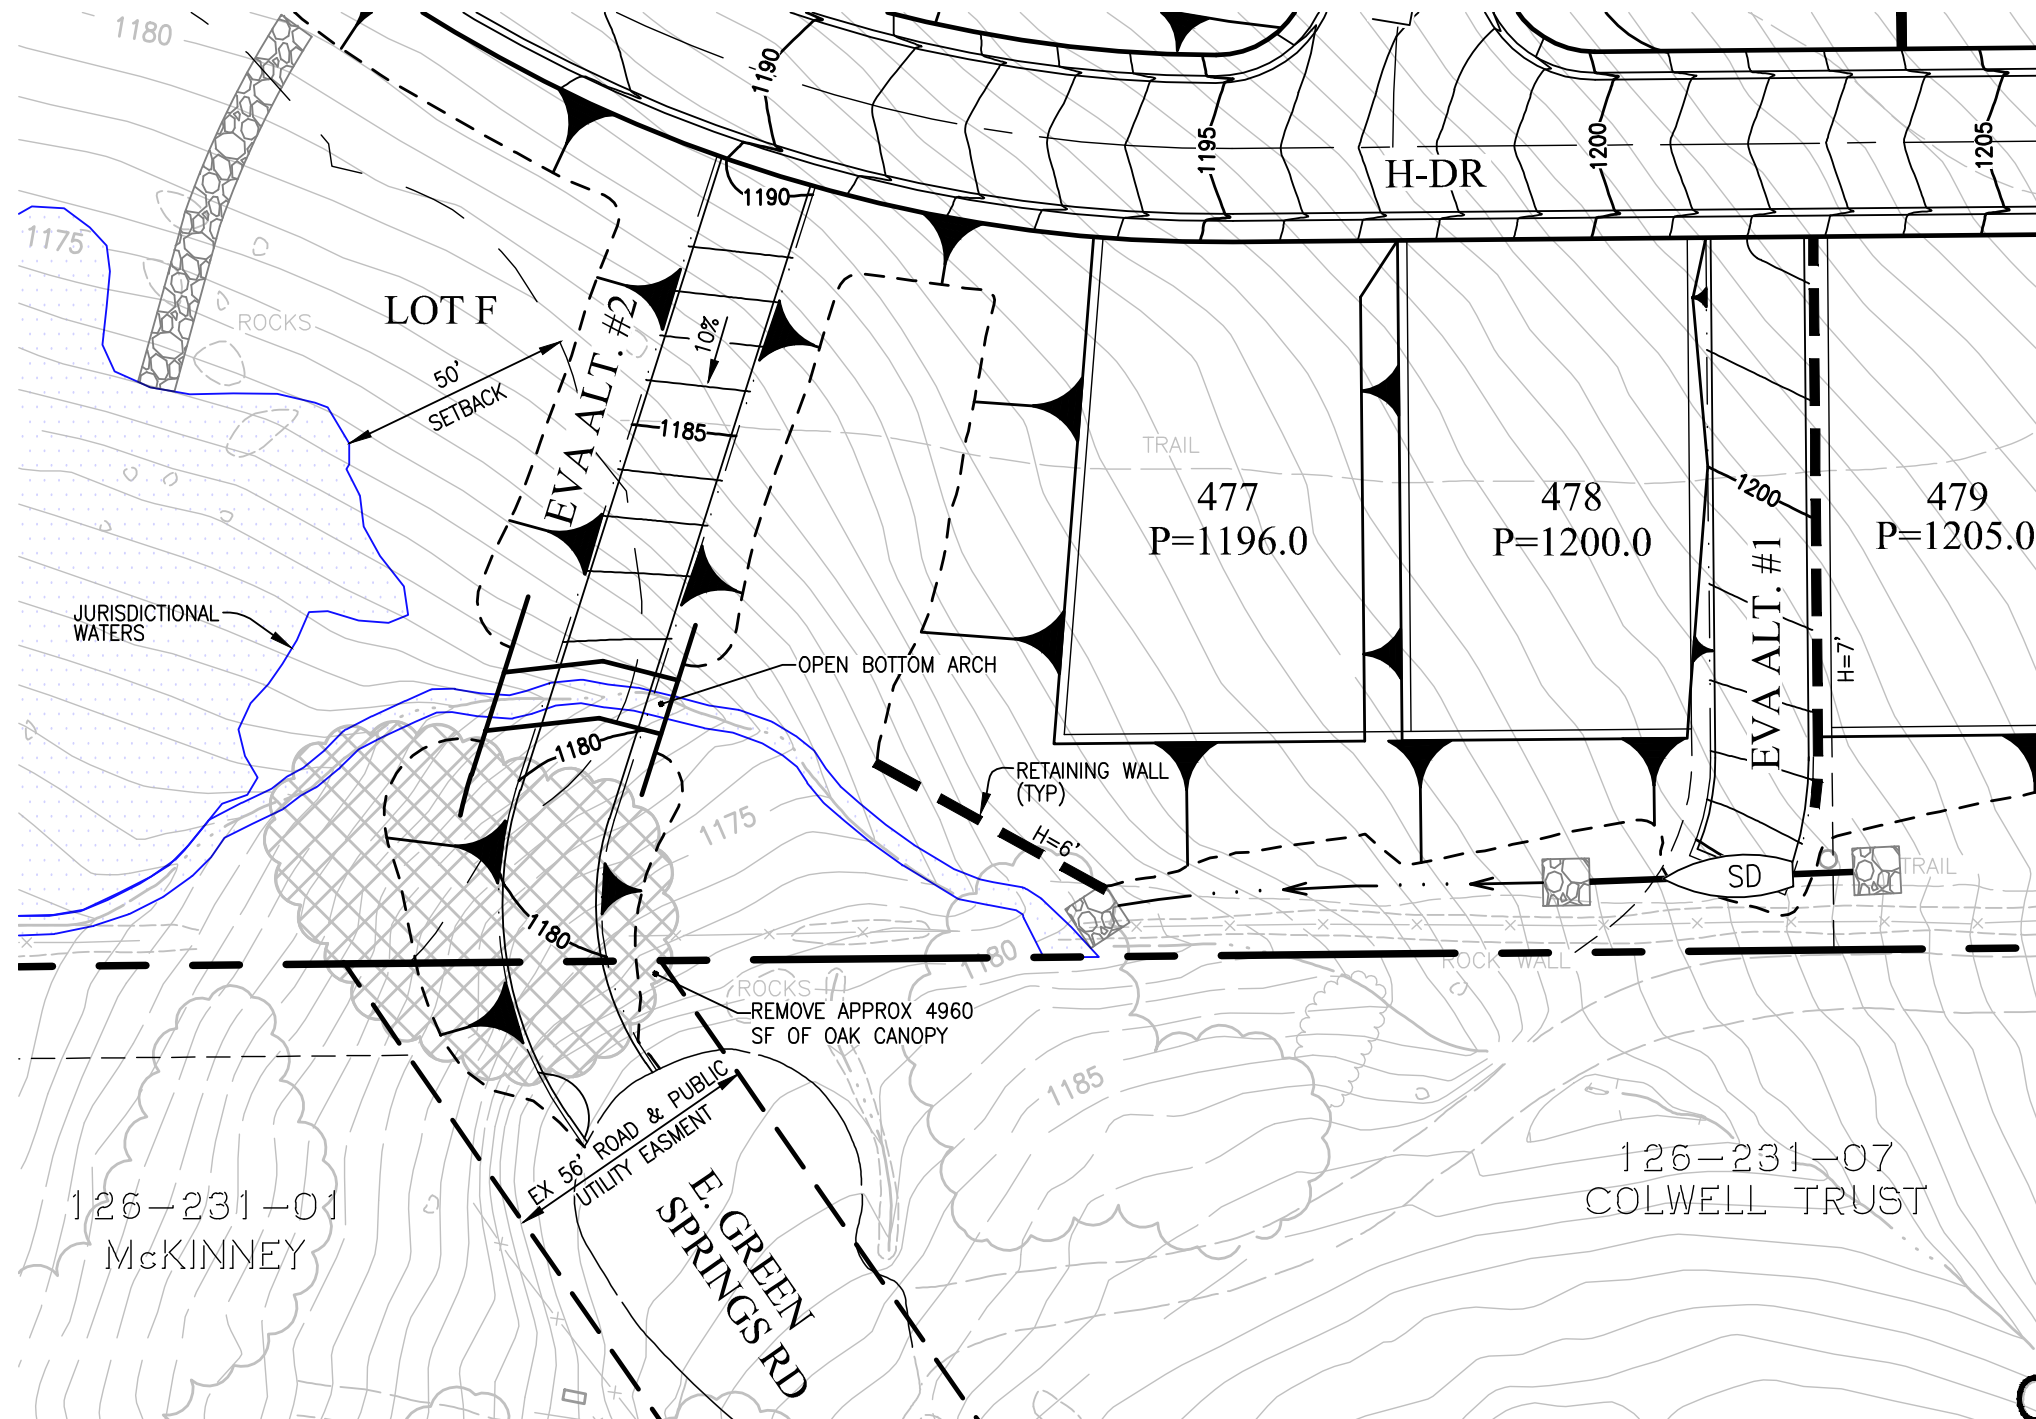 1180
1190
1195
1200
1205
H-DR
1190
1175
ROCKS
LOT F
EVA ALT. #2
10%
50'
SETBACK
1185
TRAIL
477
P=1196.0
478
P=1200.0
1200
479
P=1205.0
EVA ALT. #1
H=7'
JURISDICTIONAL
WATERS
OPEN BOTTOM ARCH
1180
RETAINING WALL
(TYP)
H=6'
1175
SD
TRAIL
1180
1180
ROCK WALL
ROCKS
REMOVE APPROX 4960
SF OF OAK CANOPY
1185
EX 56' ROAD & PUBLIC
UTILITY EASMENT
E. GREEN
SPRINGS RD
126-231-01
McKINNEY
126-231-07
COLWELL TRUST